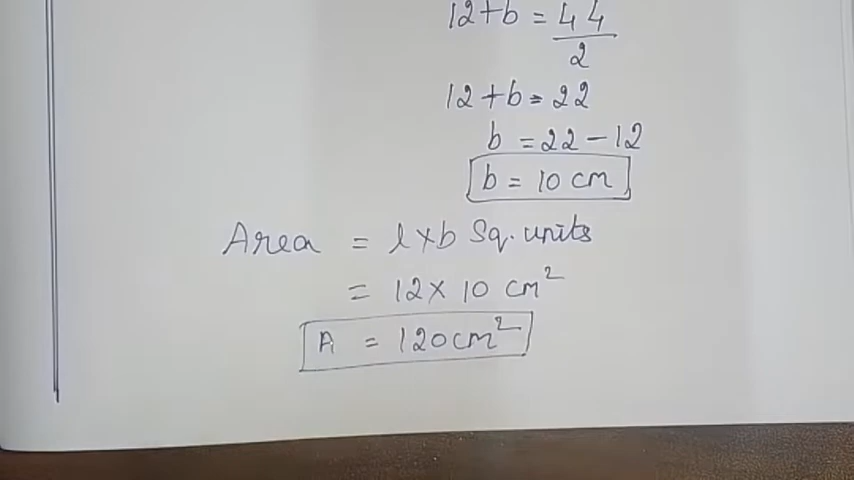 12+b = 44/2
12+b = 22
b = 22-12
b = 10 cm
Area = l×b Sq. units
= 12×10 cm²
A = 120cm²